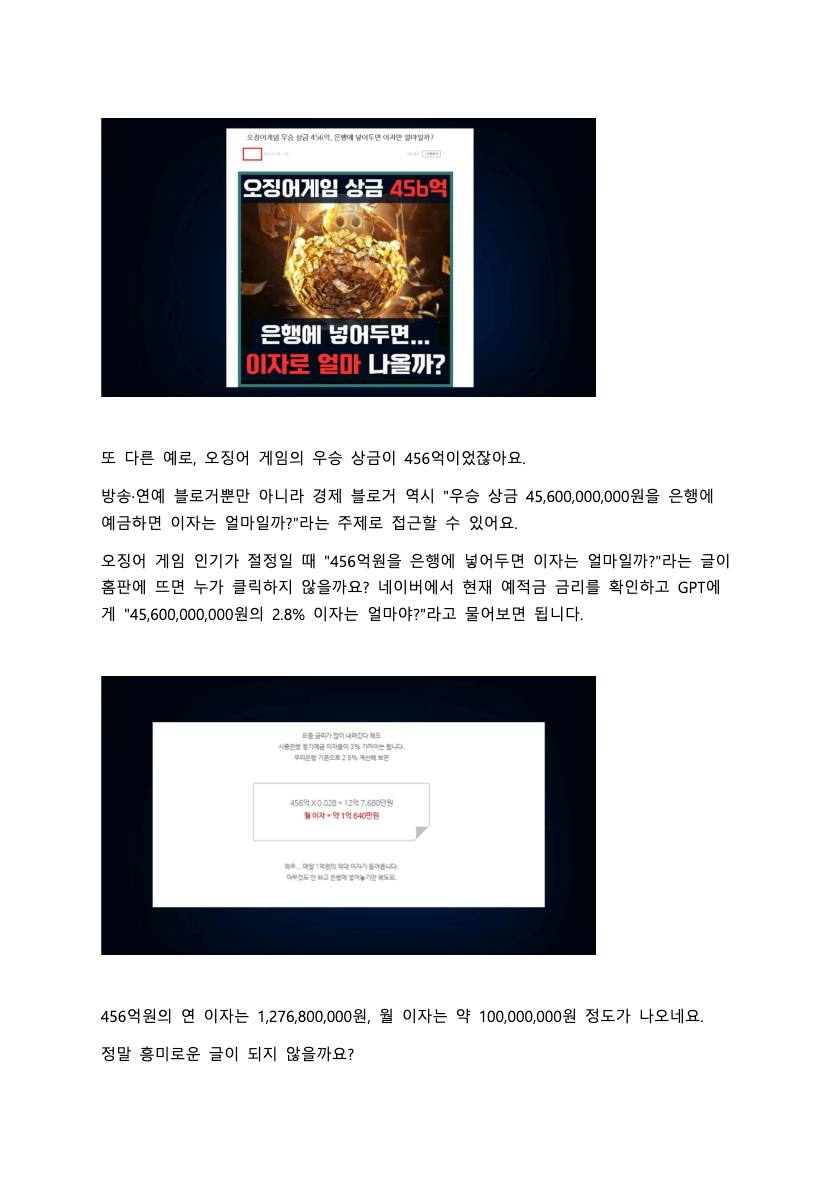 오징어게임 우승 상금 456억, 은행에 넣어두면 이자만 얼마일까?
오징어게임 상금 456억
은행에 넣어두면...
이자로 얼마 나올까?
또 다른 예로, 오징어 게임의 우승 상금이 456억이었잖아요.
방송·연예 블로거뿐만 아니라 경제 블로거 역시 "우승 상금 45,600,000,000원을 은행에
예금하면 이자는 얼마일까?"라는 주제로 접근할 수 있어요.
오징어 게임 인기가 절정일 때 "456억원을 은행에 넣어두면 이자는 얼마일까?"라는 글이
홈판에 뜨면 누가 클릭하지 않을까요? 네이버에서 현재 예적금 금리를 확인하고 GPT에
게 "45,600,000,000원의 2.8% 이자는 얼마야?"라고 물어보면 됩니다.
요즘 금리가 많이 내려갔다 해도
시중은행 정기예금 이자율이 3% 가까이는 됩니다.
우리은행 기준으로 2.8% 계산해 보면
456억 X 0.028 = 12억 7,680만원
월 이자 = 약 1억 640만원
와우... 매달 1억원의 막대 이자가 들어옵니다.
아무것도 안 하고 은행에 넣어놓기만 해도요.
456억원의 연 이자는 1,276,800,000원, 월 이자는 약 100,000,000원 정도가 나오네요.
정말 흥미로운 글이 되지 않을까요?